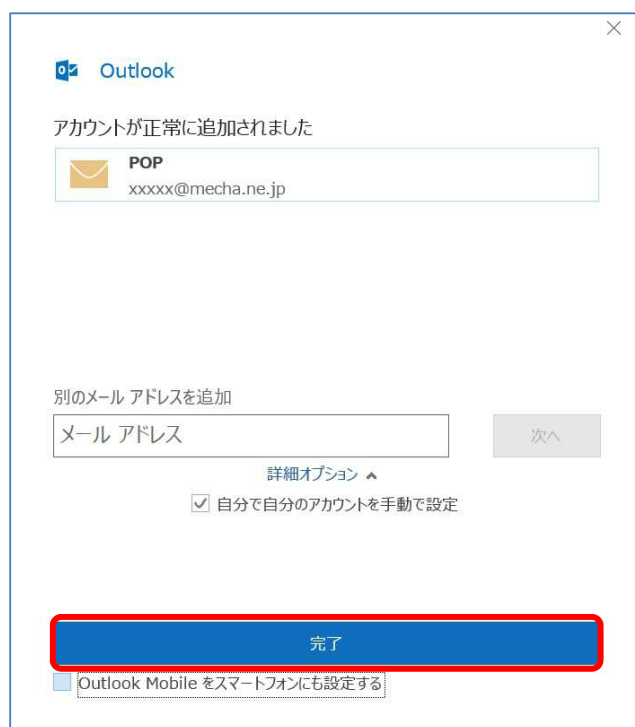 Outlook
アカウントが正常に追加されました
POP
xxxxx@mecha.ne.jp
別のメール アドレスを追加
メール アドレス
次へ
詳細オプション
自分で自分のアカウントを手動で設定
完了
Outlook Mobile をスマートフォンにも設定する